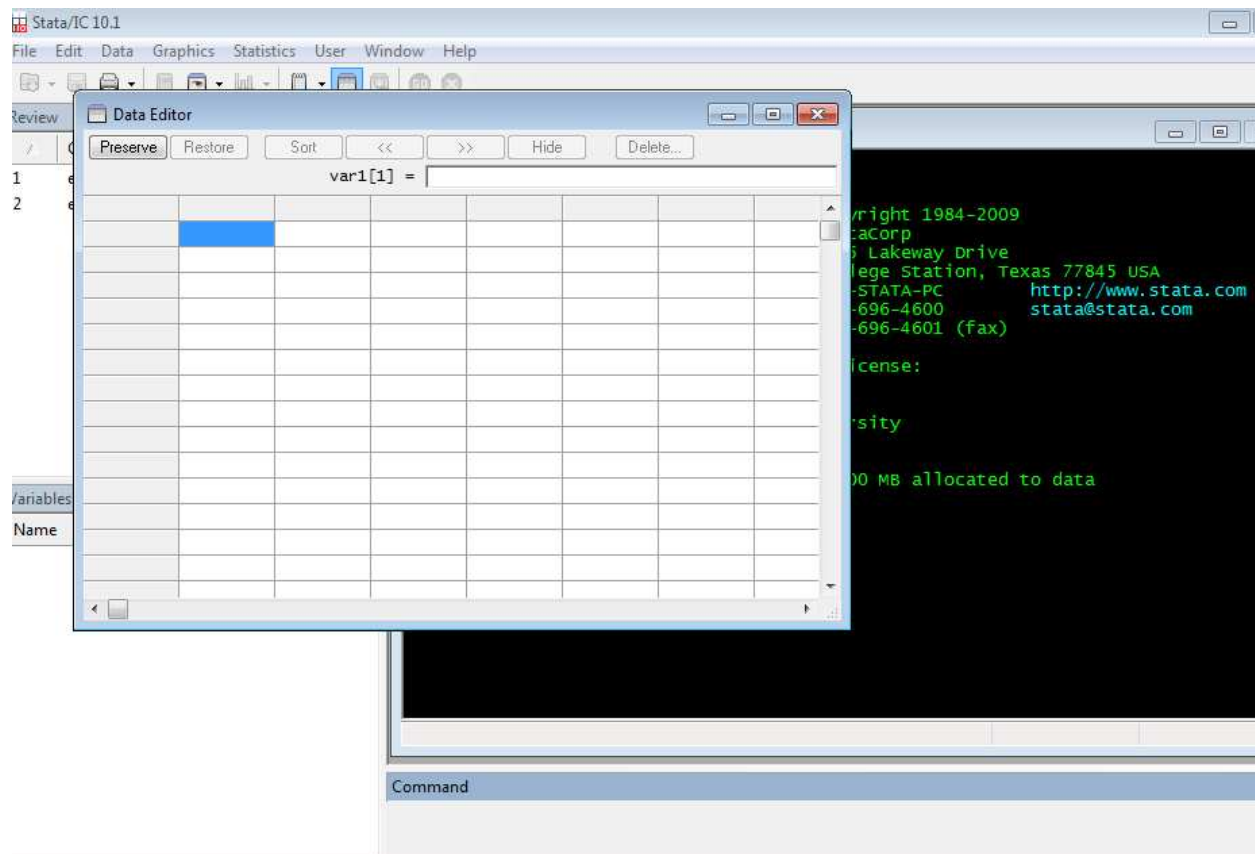 Stata/IC 10.1
File Edit Data Graphics Statistics User Window Help
Review
Data Editor
Preserve Restore Sort << >> Hide Delete...
var1[1] =
1 e
2 e
yright 1984-2009
taCorp
5 Lakeway Drive
lege Station, Texas 77845 USA
-STATA-PC http://www.stata.com
-696-4600 stata@stata.com
-696-4601 (fax)
icense:
rsity
00 MB allocated to data
Variables
Name
Command